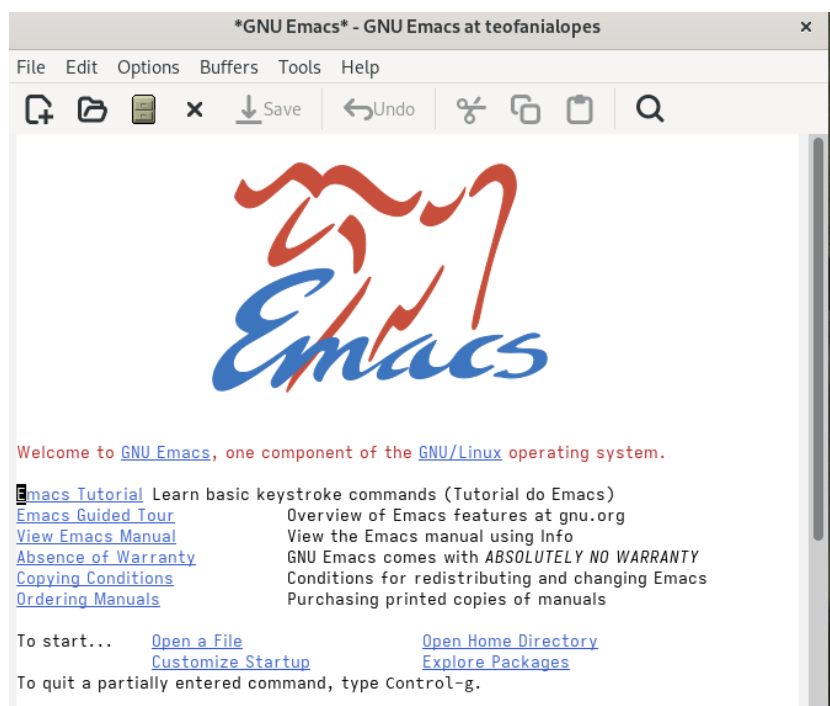 *GNU Emacs* - GNU Emacs at teofanialopes ×
File Edit Options Buffers Tools Help
Save Undo
Emacs
Welcome to GNU Emacs, one component of the GNU/Linux operating system.
Emacs Tutorial Learn basic keystroke commands (Tutorial do Emacs)
Emacs Guided Tour Overview of Emacs features at gnu.org
View Emacs Manual View the Emacs manual using Info
Absence of Warranty GNU Emacs comes with ABSOLUTELY NO WARRANTY
Copying Conditions Conditions for redistributing and changing Emacs
Ordering Manuals Purchasing printed copies of manuals
To start... Open a File Open Home Directory
Customize Startup Explore Packages
To quit a partially entered command, type Control-g.